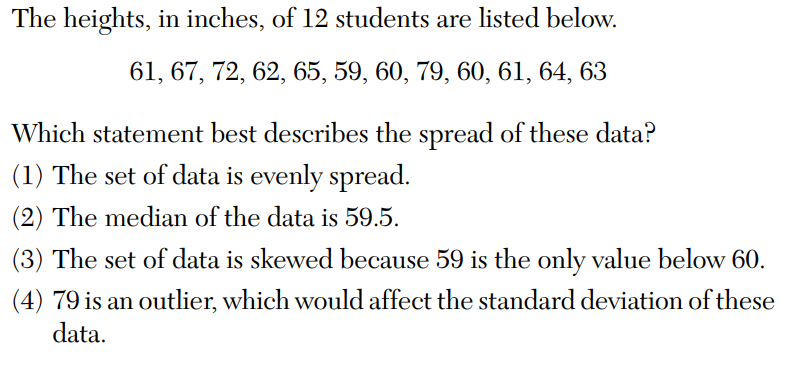 The heights, in inches, of 12 students are listed below.
61, 67, 72, 62, 65, 59, 60, 79, 60, 61, 64, 63
Which statement best describes the spread of these data?
(1) The set of data is evenly spread.
(2) The median of the data is 59.5.
(3) The set of data is skewed because 59 is the only value below 60.
(4) 79 is an outlier, which would affect the standard deviation of these
data.